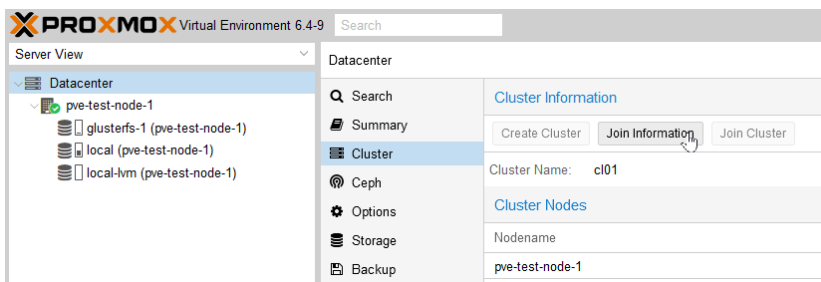 PROXMOX Virtual Environment 6.4-9 Search
Server View
Datacenter
pve-test-node-1
glusterfs-1 (pve-test-node-1)
local (pve-test-node-1)
local-lvm (pve-test-node-1)
Datacenter
Search
Summary
Cluster
Ceph
Options
Storage
Backup
Cluster Information
Create Cluster Join Information Join Cluster
Cluster Name: cl01
Cluster Nodes
Nodename
pve-test-node-1